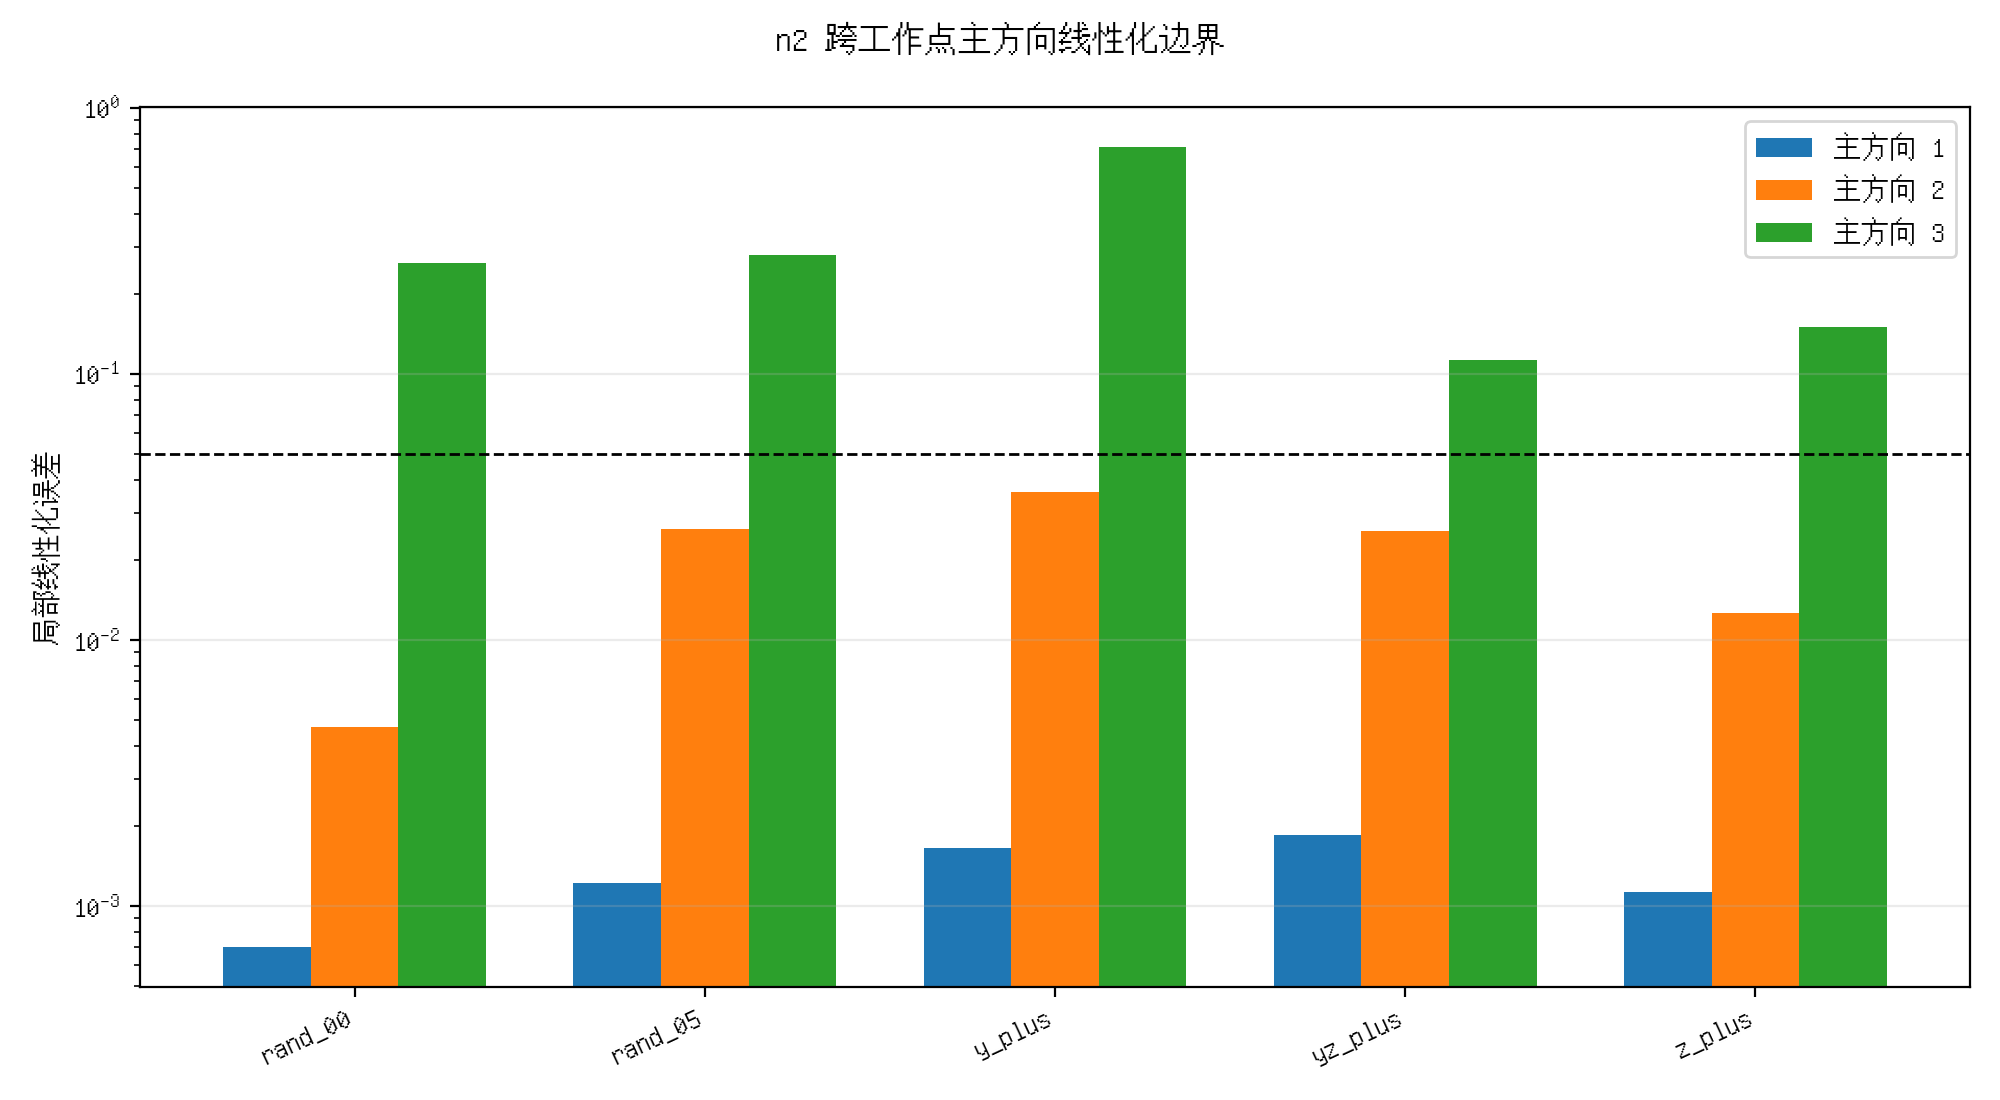 n2 跨工作点主方向线性化边界
10⁰
10⁻¹
10⁻²
10⁻³
局部线性化误差
主方向 1
主方向 2
主方向 3
rand_00
rand_05
y_plus
yz_plus
z_plus